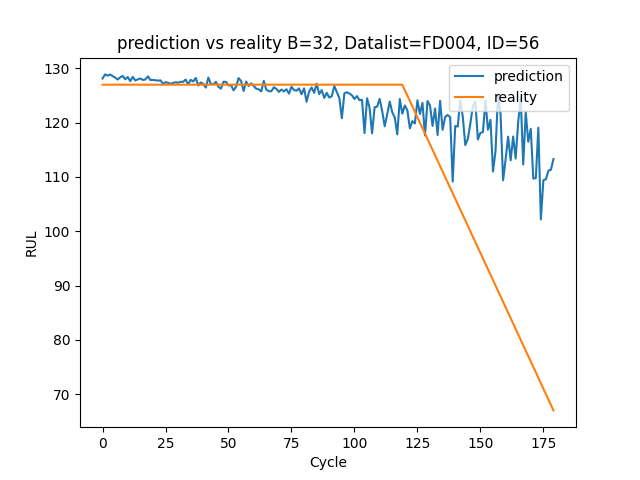 prediction vs reality B=32, Datalist=FD004, ID=56
prediction
reality
130
120
110
100
90
80
70
RUL
0 25 50 75 100 125 150 175
Cycle